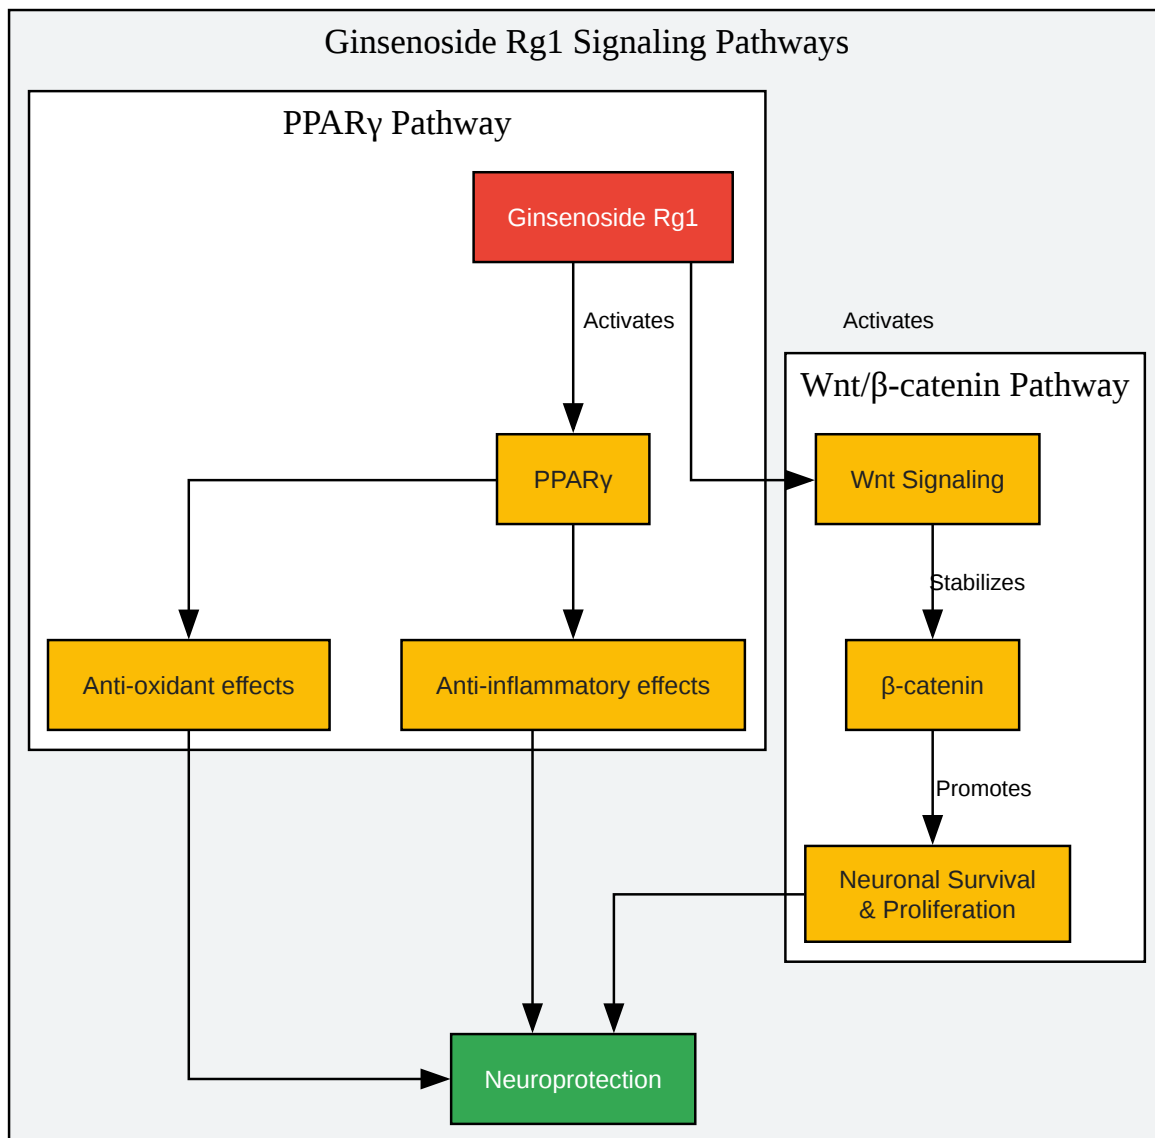 Ginsenoside Rg1 Signaling Pathways
PPARγ Pathway
Ginsenoside Rg1
Activates
Activates
Wnt/β-catenin Pathway
PPARγ
Wnt Signaling
Stabilizes
Anti-oxidant effects
Anti-inflammatory effects
β-catenin
Promotes
Neuronal Survival
& Proliferation
Neuroprotection